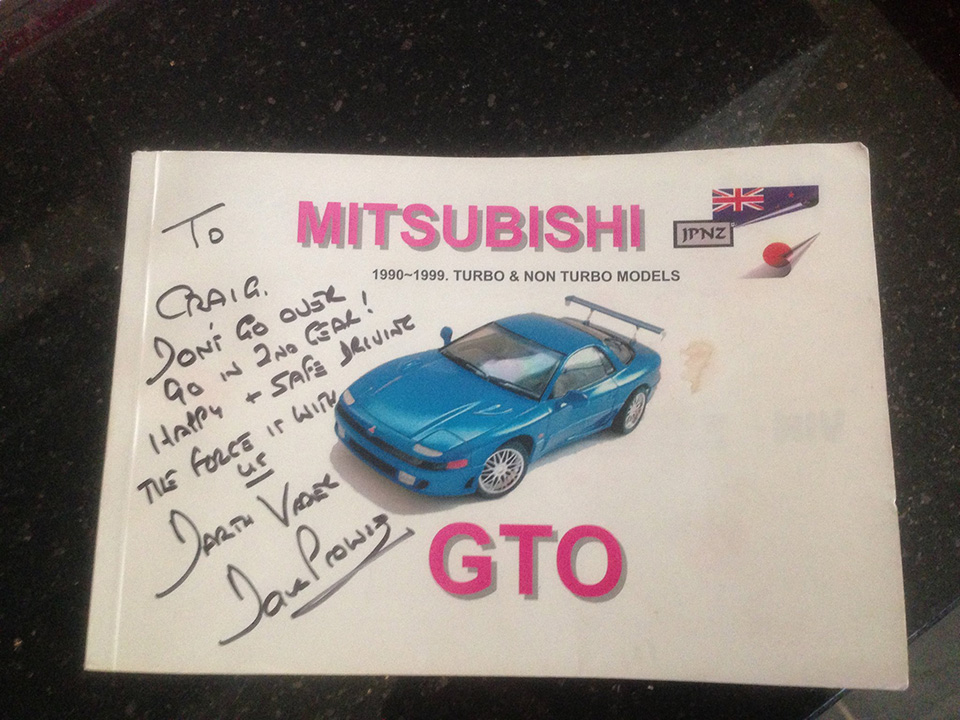 MITSUBISHI
JPNZ
1990~1999. TURBO & NON TURBO MODELS
GTO
To
CRAIG.
DON'T GO OVER
90 IN 2ND GEAR!
HAPPY + SAFE DRIVING
THE FORCE IS WITH
US
DARTH VADER
Dave Prowse